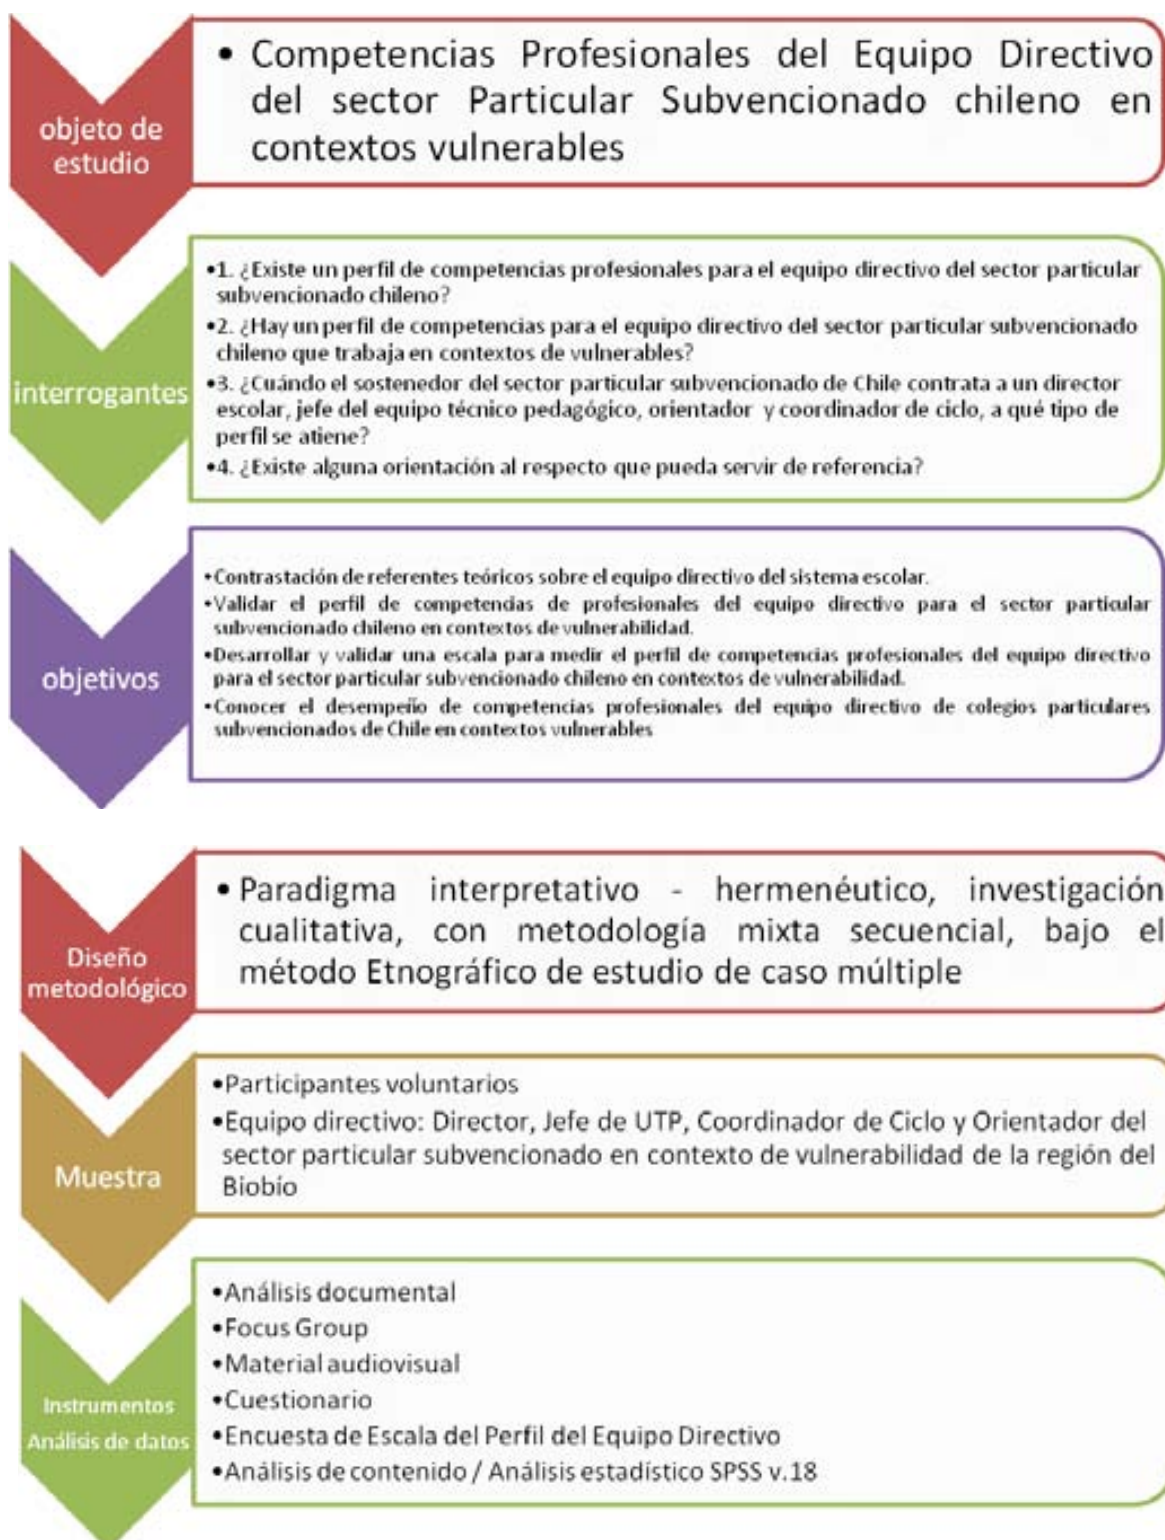 objeto de
estudio
• Competencias Profesionales del Equipo Directivo
del sector Particular Subvencionado chileno en
contextos vulnerables
interrogantes
•1. ¿Existe un perfil de competencias profesionales para el equipo directivo del sector particular
subvencionado chileno?
•2. ¿Hay un perfil de competencias para el equipo directivo del sector particular subvencionado
chileno que trabaja en contextos de vulnerables?
•3. ¿Cuándo el sostenedor del sector particular subvencionado de Chile contrata a un director
escolar, jefe del equipo técnico pedagógico, orientador y coordinador de ciclo, a qué tipo de
perfil se atiene?
•4. ¿Existe alguna orientación al respecto que pueda servir de referencia?
objetivos
•Contrastación de referentes teóricos sobre el equipo directivo del sistema escolar.
•Validar el perfil de competencias de profesionales del equipo directivo para el sector particular
subvencionado chileno en contextos de vulnerabilidad.
•Desarrollar y validar una escala para medir el perfil de competencias profesionales del equipo directivo
para el sector particular subvencionado chileno en contextos de vulnerabilidad.
•Conocer el desempeño de competencias profesionales del equipo directivo de colegios particulares
subvencionados de Chile en contextos vulnerables
Diseño
metodológico
• Paradigma interpretativo - hermenéutico, investigación
cualitativa, con metodología mixta secuencial, bajo el
método Etnográfico de estudio de caso múltiple
Muestra
•Participantes voluntarios
•Equipo directivo: Director, Jefe de UTP, Coordinador de Ciclo y Orientador del
sector particular subvencionado en contexto de vulnerabilidad de la región del
Biobío
Instrumentos
Análisis de datos
•Análisis documental
•Focus Group
•Material audiovisual
•Cuestionario
•Encuesta de Escala del Perfil del Equipo Directivo
•Análisis de contenido / Análisis estadístico SPSS v.18